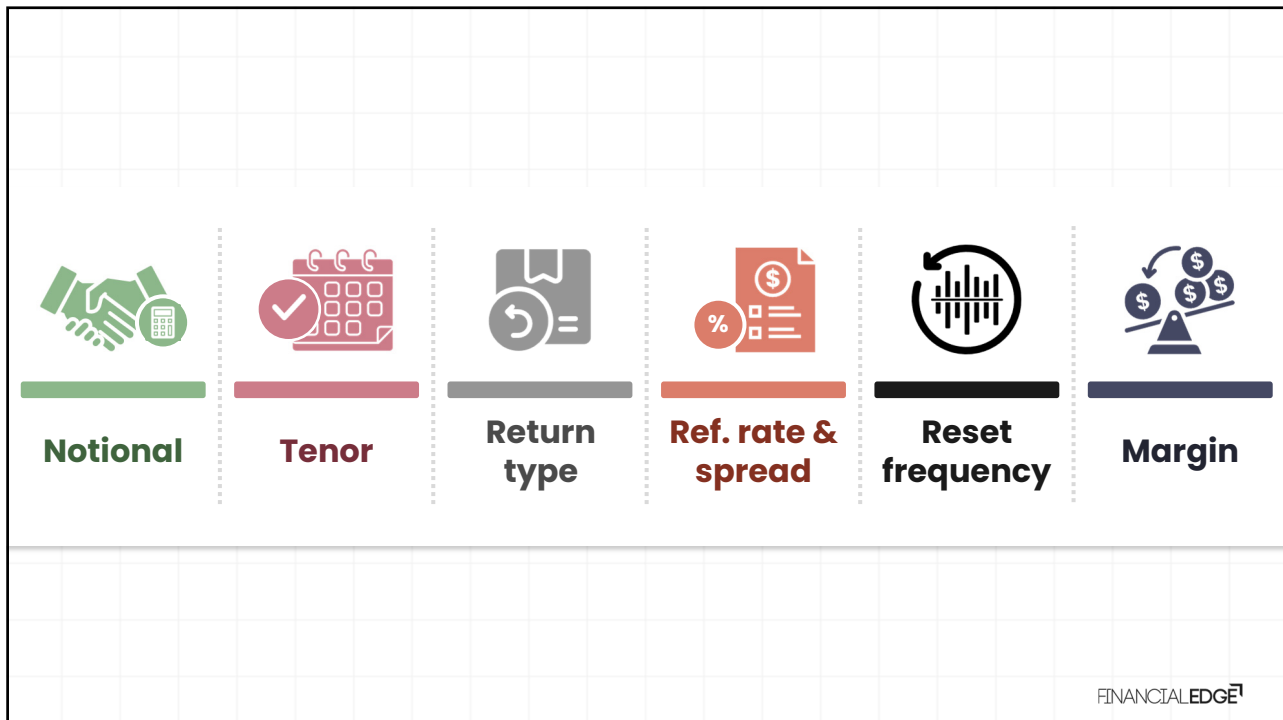 $
%
$
$
$
$
Notional
Tenor
Return
type
Ref. rate &
spread
Reset
frequency
Margin
FINANCIALEDGE